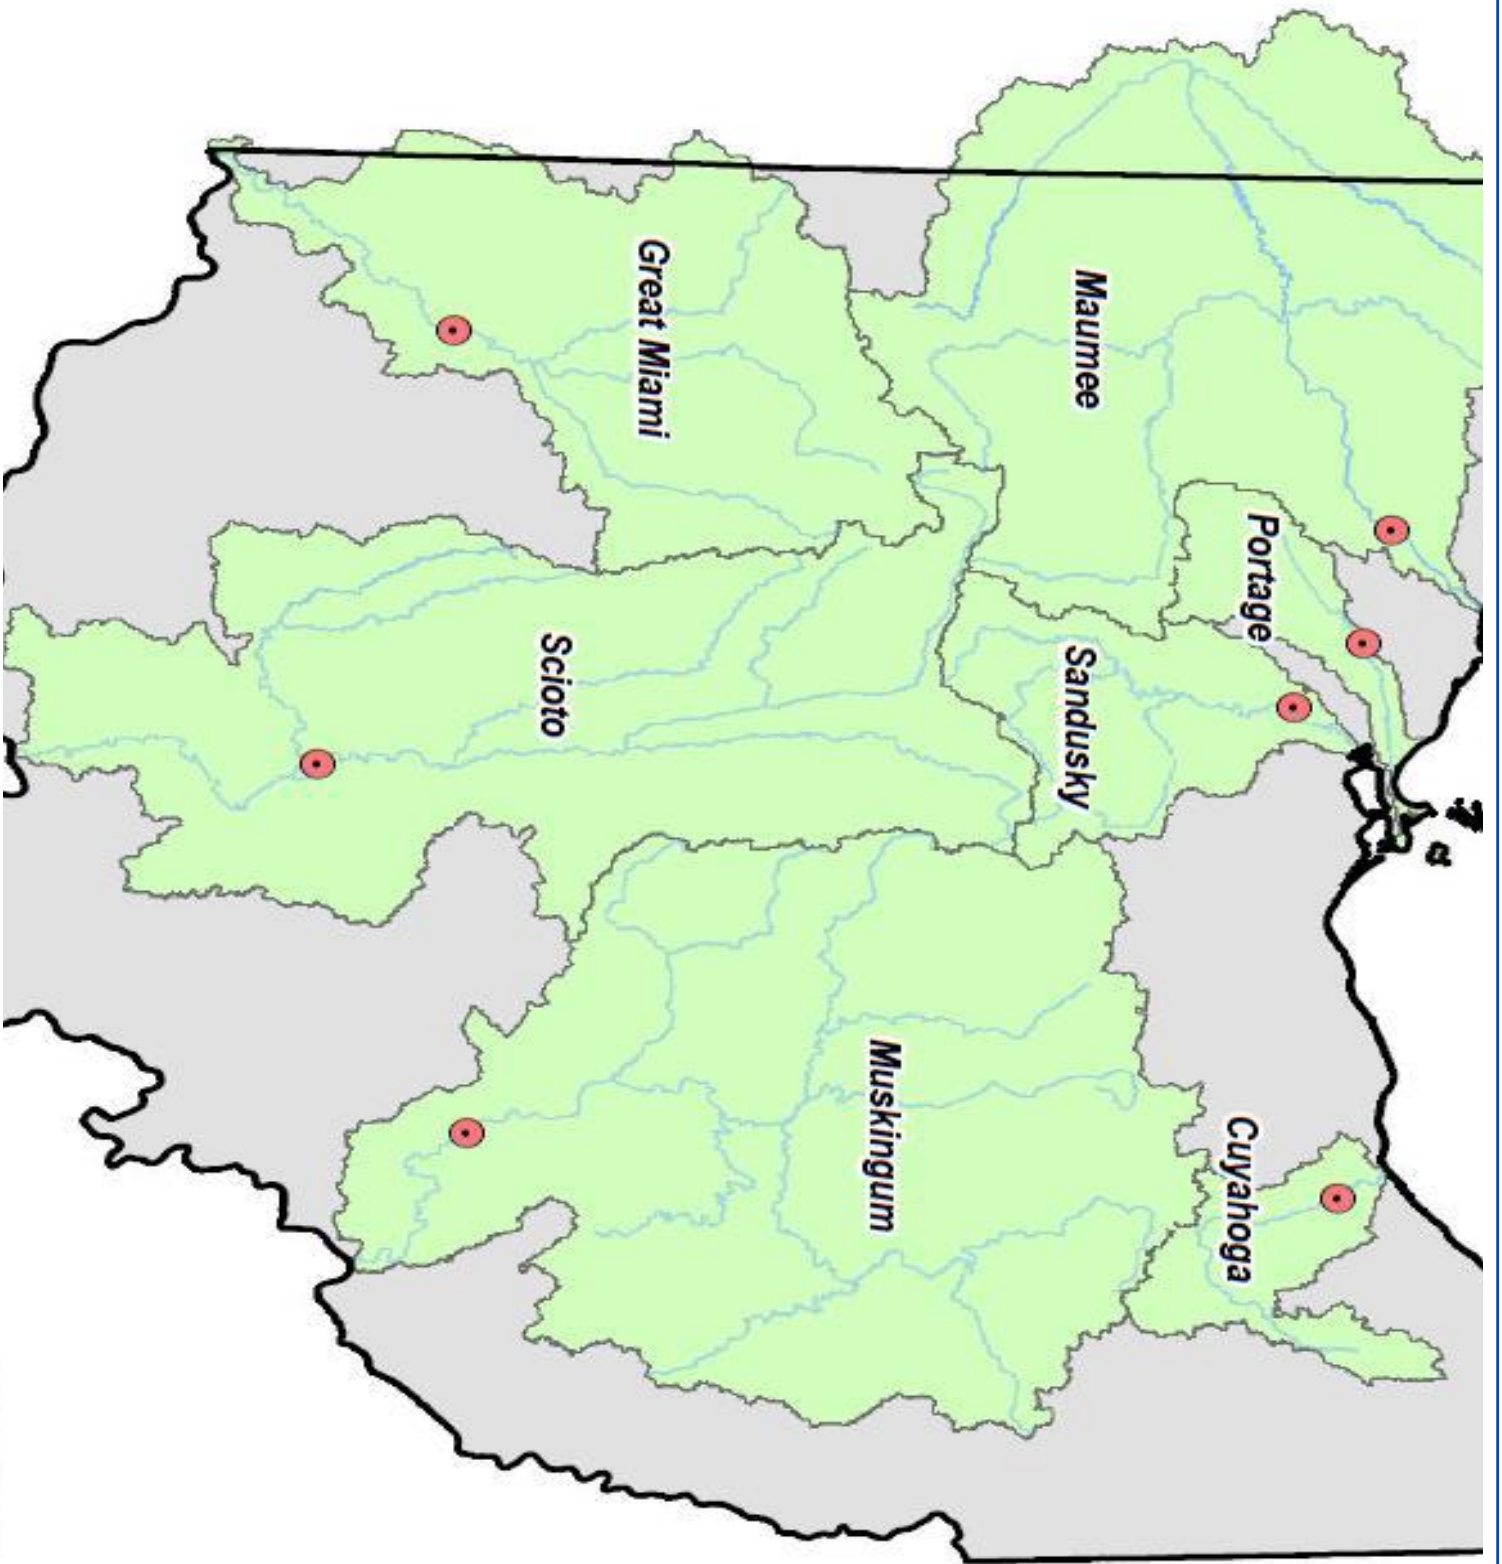 Maumee
Portage
Sandusky
Cuyahoga
Great Miami
Scioto
Muskingum